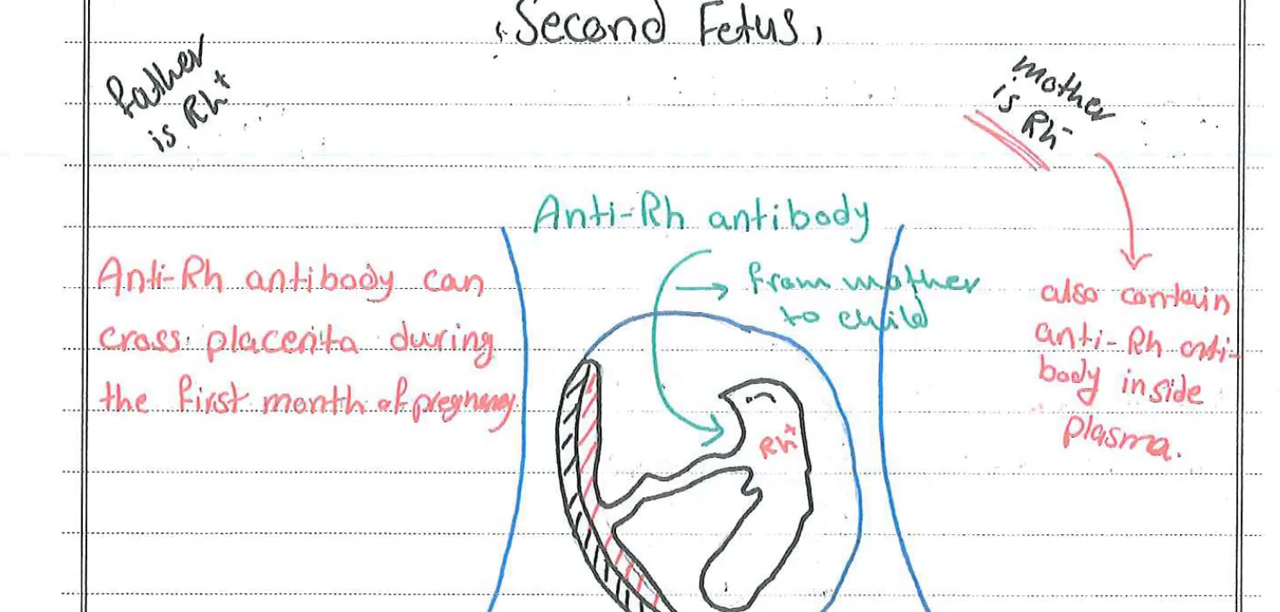 Second Fetus
Father
is Rh+
mother
is Rh-
Anti-Rh antibody
from mother
to child
Anti-Rh antibody can
cross placenta during
the first month of pregnancy
also contain
anti-Rh anti-
body inside
plasma.
Rh+